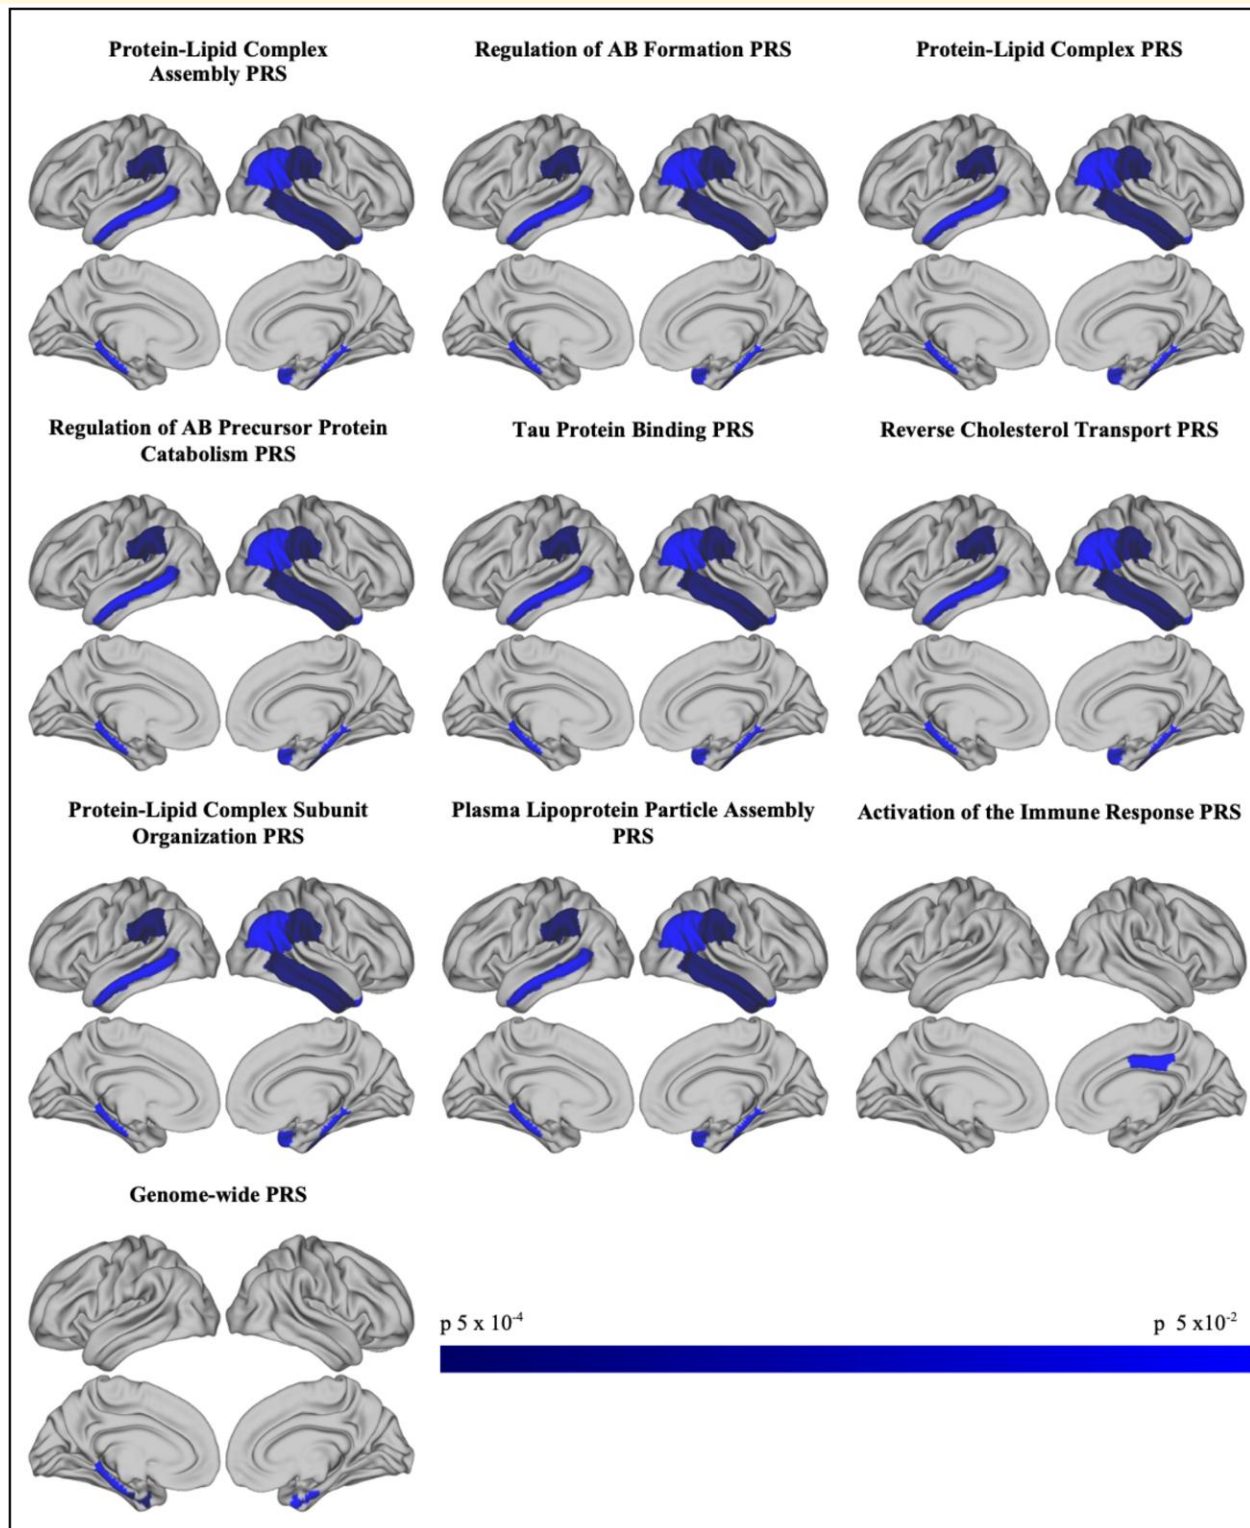 Protein-Lipid Complex
Assembly PRS
Regulation of AB Formation PRS
Protein-Lipid Complex PRS
Regulation of AB Precursor Protein
Catabolism PRS
Tau Protein Binding PRS
Reverse Cholesterol Transport PRS
Protein-Lipid Complex Subunit
Organization PRS
Plasma Lipoprotein Particle Assembly
PRS
Activation of the Immune Response PRS
Genome-wide PRS
p 5 x 10⁻⁴
p 5 x10⁻²